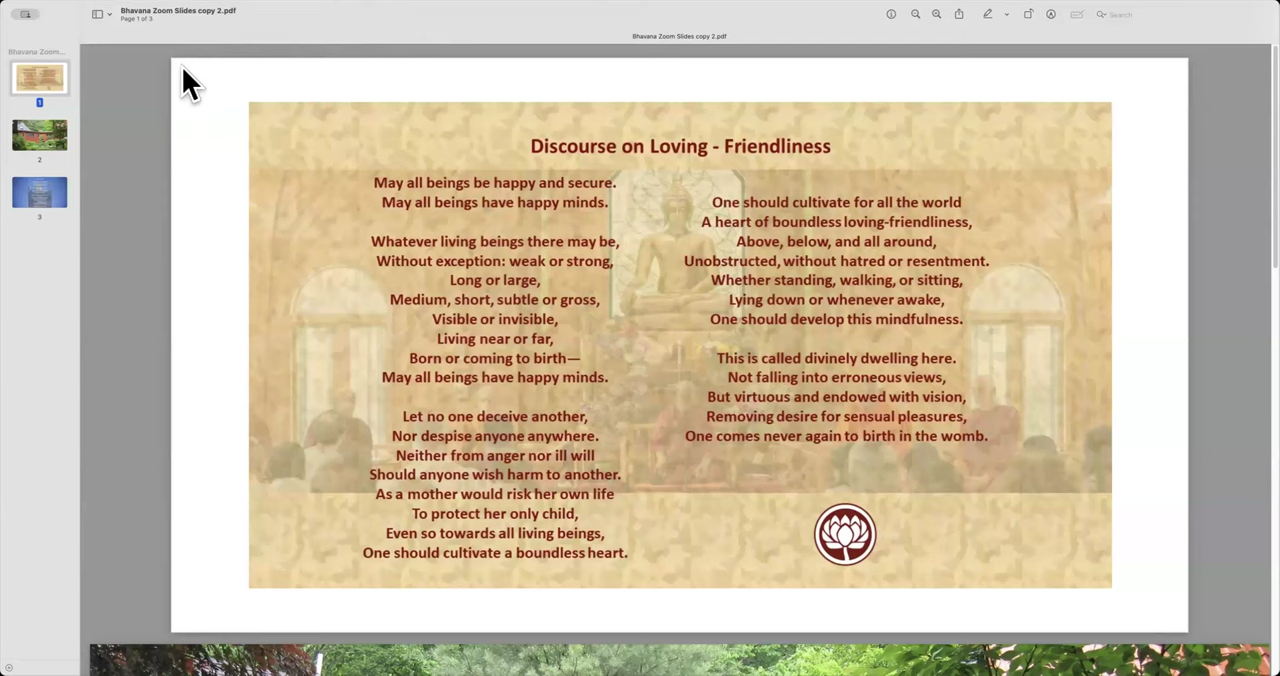 Bhavana Zoom Slides copy 2.pdf
Page 1 of 3
Search
Bhavana Zoom Slides copy 2.pdf
Bhavana Zoom...
1
2
3
Discourse on Loving - Friendliness
May all beings be happy and secure.
May all beings have happy minds.
Whatever living beings there may be,
Without exception: weak or strong,
Long or large,
Medium, short, subtle or gross,
Visible or invisible,
Living near or far,
Born or coming to birth—
May all beings have happy minds.
Let no one deceive another,
Nor despise anyone anywhere.
Neither from anger nor ill will
Should anyone wish harm to another.
As a mother would risk her own life
To protect her only child,
Even so towards all living beings,
One should cultivate a boundless heart.
One should cultivate for all the world
A heart of boundless loving-friendliness,
Above, below, and all around,
Unobstructed, without hatred or resentment.
Whether standing, walking, or sitting,
Lying down or whenever awake,
One should develop this mindfulness.
This is called divinely dwelling here.
Not falling into erroneous views,
But virtuous and endowed with vision,
Removing desire for sensual pleasures,
One comes never again to birth in the womb.